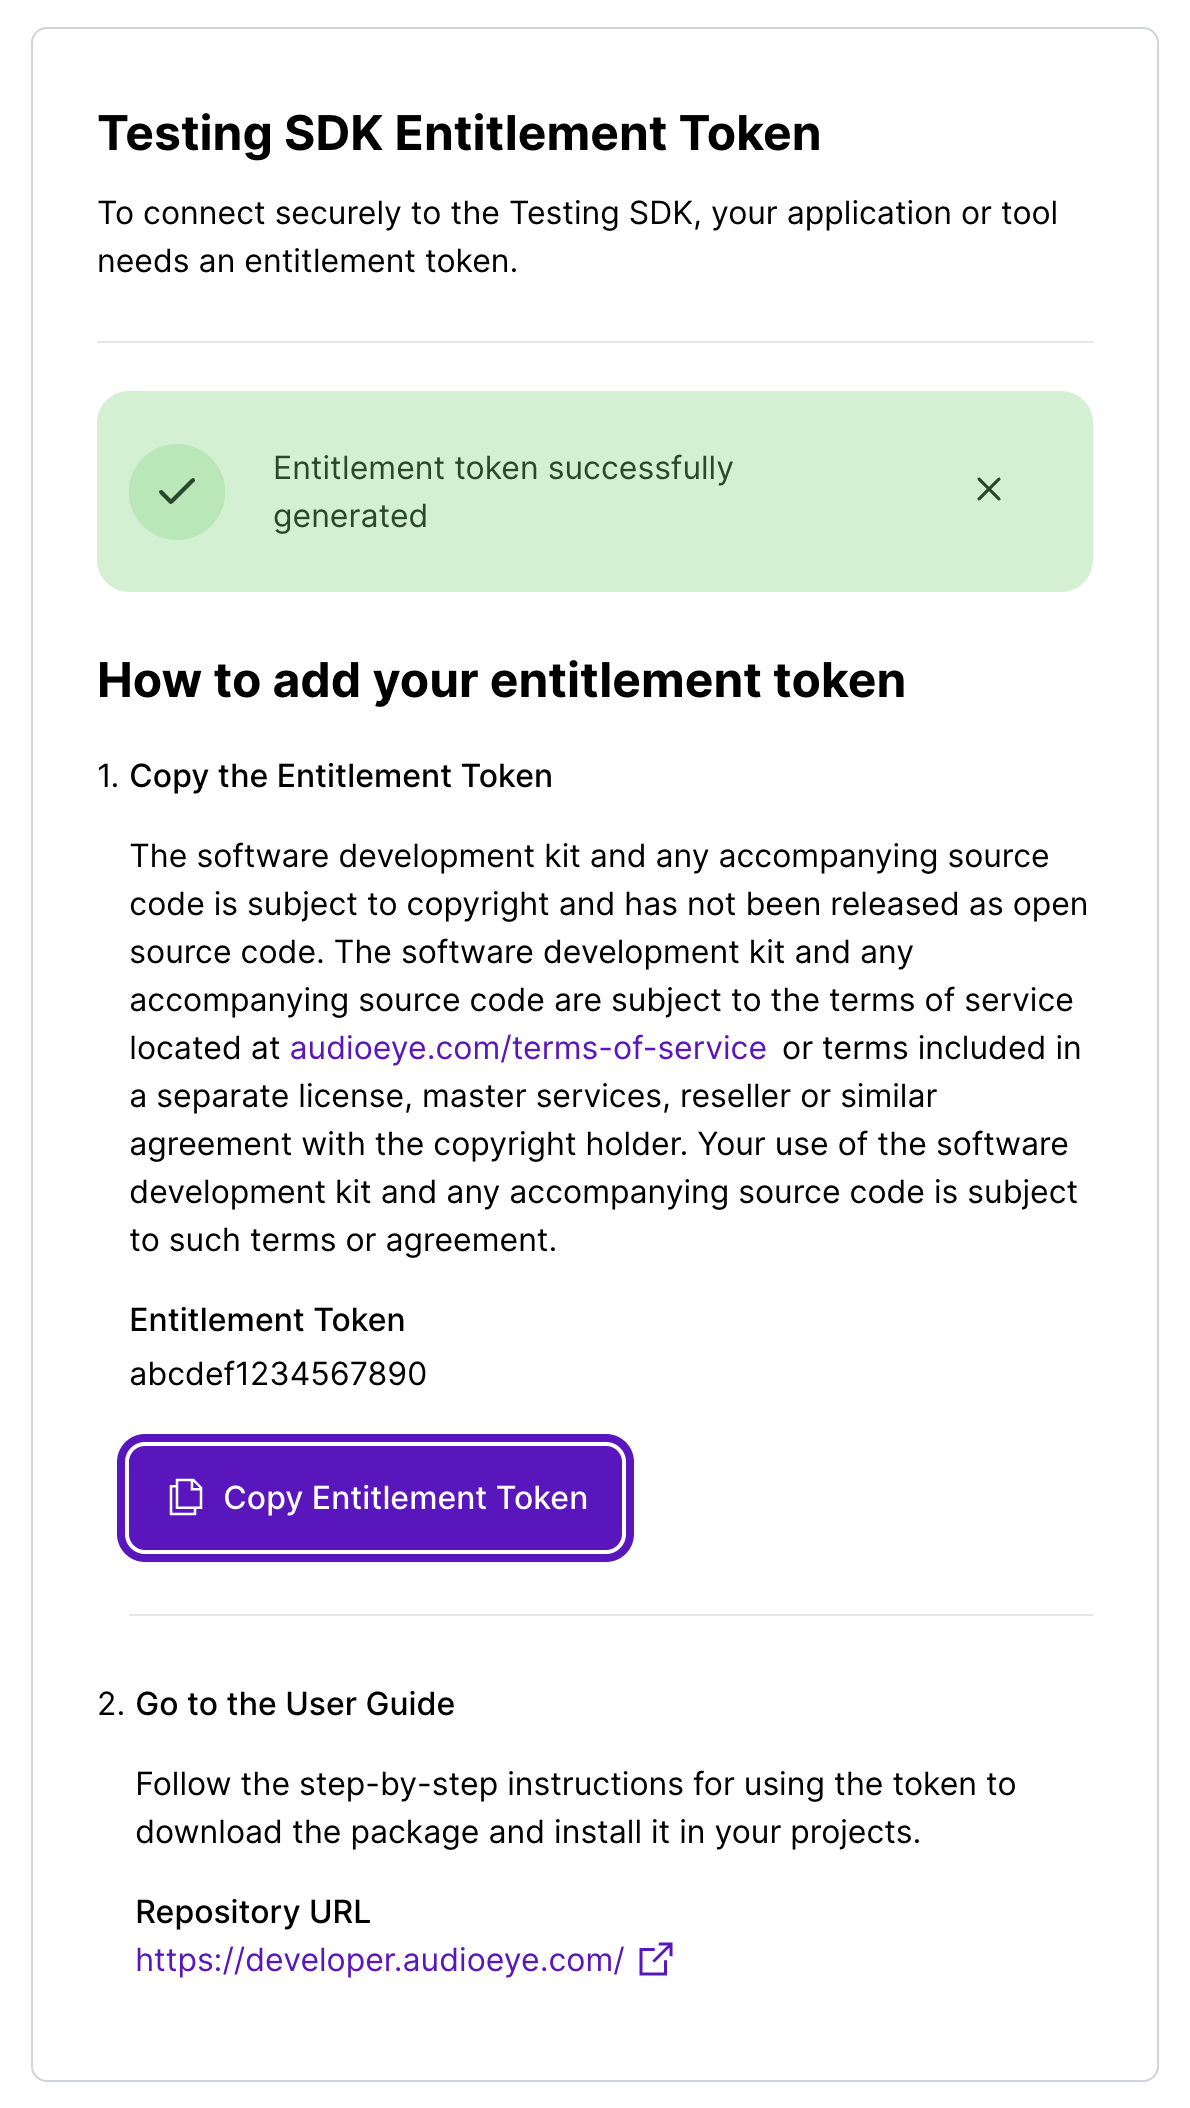 Testing SDK Entitlement Token
To connect securely to the Testing SDK, your application or tool
needs an entitlement token.
Entitlement token successfully
generated
How to add your entitlement token
1. Copy the Entitlement Token
The software development kit and any accompanying source
code is subject to copyright and has not been released as open
source code. The software development kit and any
accompanying source code are subject to the terms of service
located at audioeye.com/terms-of-service or terms included in
a separate license, master services, reseller or similar
agreement with the copyright holder. Your use of the software
development kit and any accompanying source code is subject
to such terms or agreement.
Entitlement Token
abcdef1234567890
Copy Entitlement Token
2. Go to the User Guide
Follow the step-by-step instructions for using the token to
download the package and install it in your projects.
Repository URL
https://developer.audioeye.com/